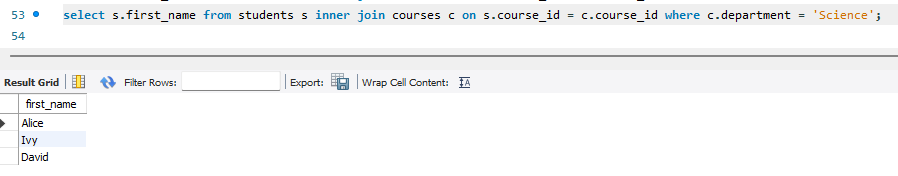 53 select s.first_name from students s inner join courses c on s.course_id = c.course_id where c.department = 'Science';
54
Result Grid Filter Rows: Export: Wrap Cell Content:
first_name
Alice
Ivy
David